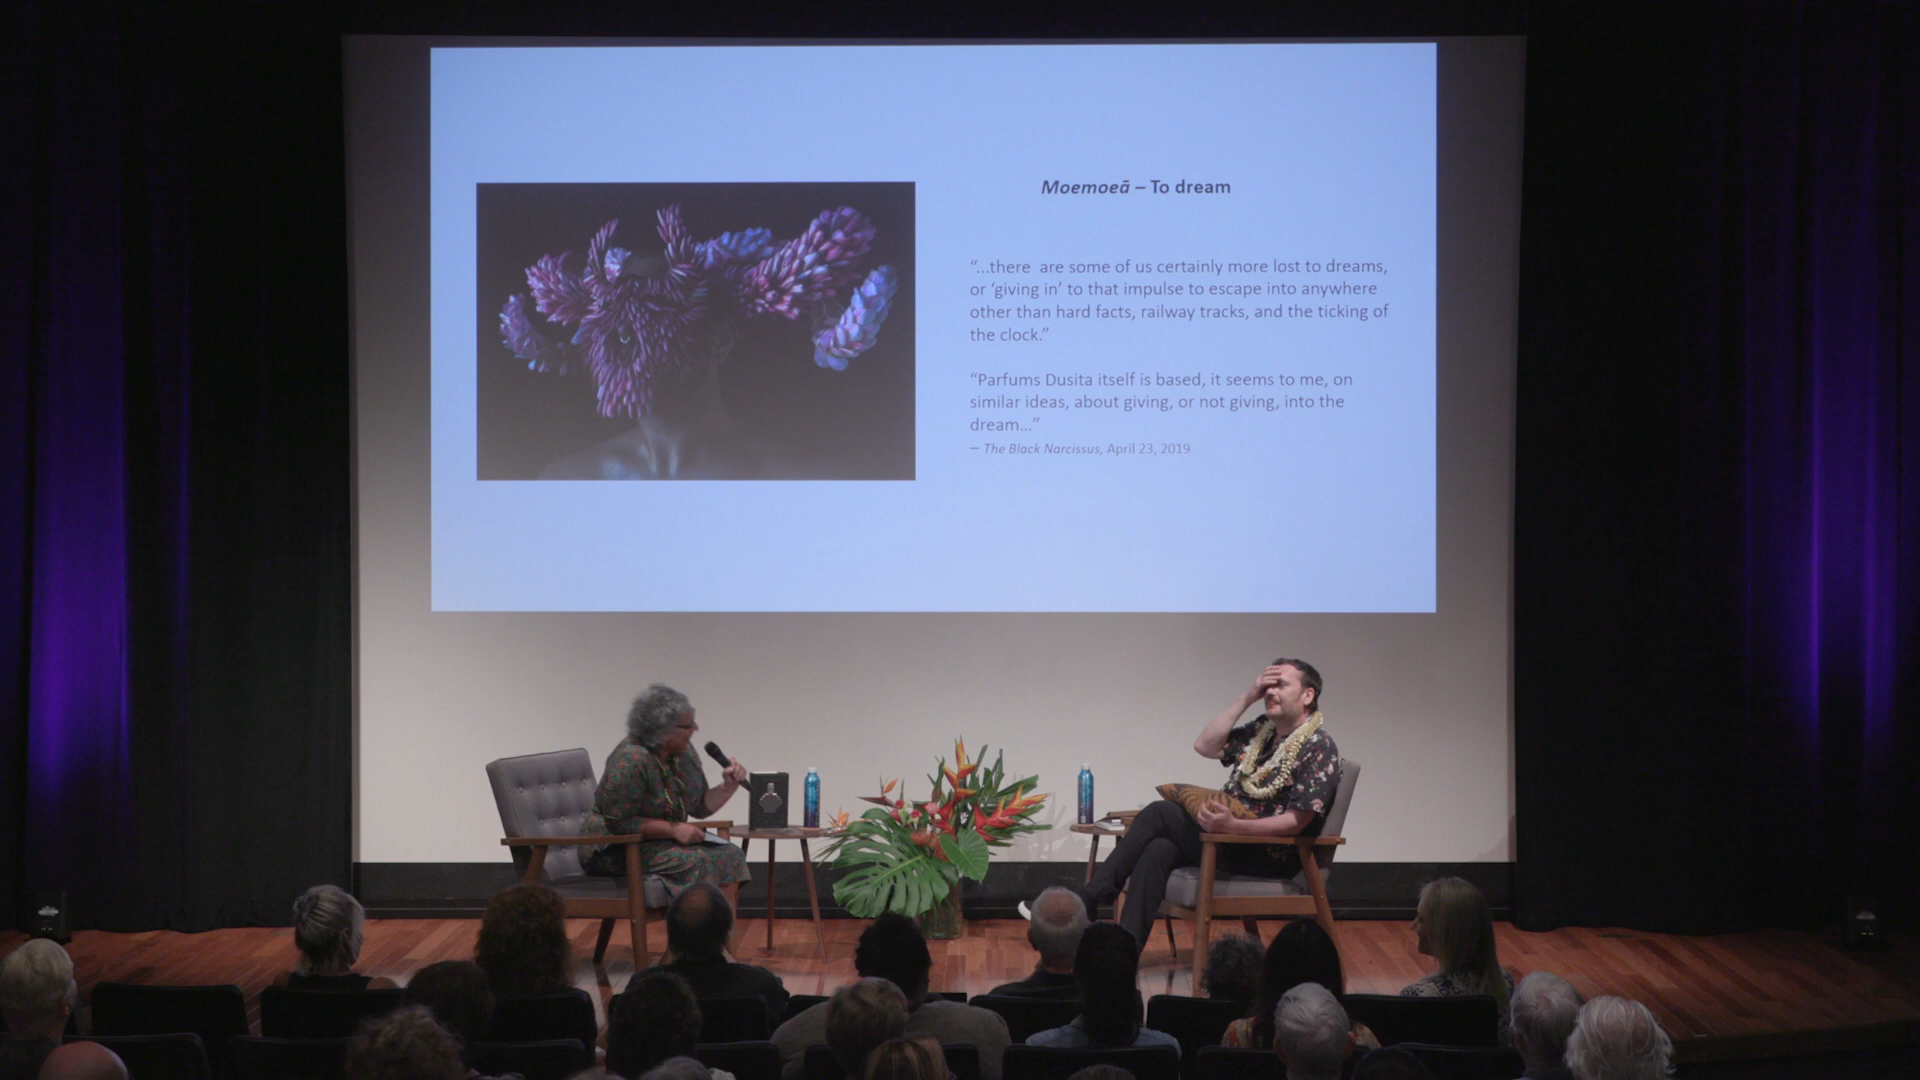 Moemoeā – To dream
“...there are some of us certainly more lost to dreams,
or ‘giving in’ to that impulse to escape into anywhere
other than hard facts, railway tracks, and the ticking of
the clock.”
“Parfums Dusita itself is based, it seems to me, on
similar ideas, about giving, or not giving, into the
dream...”
– The Black Narcissus, April 23, 2019